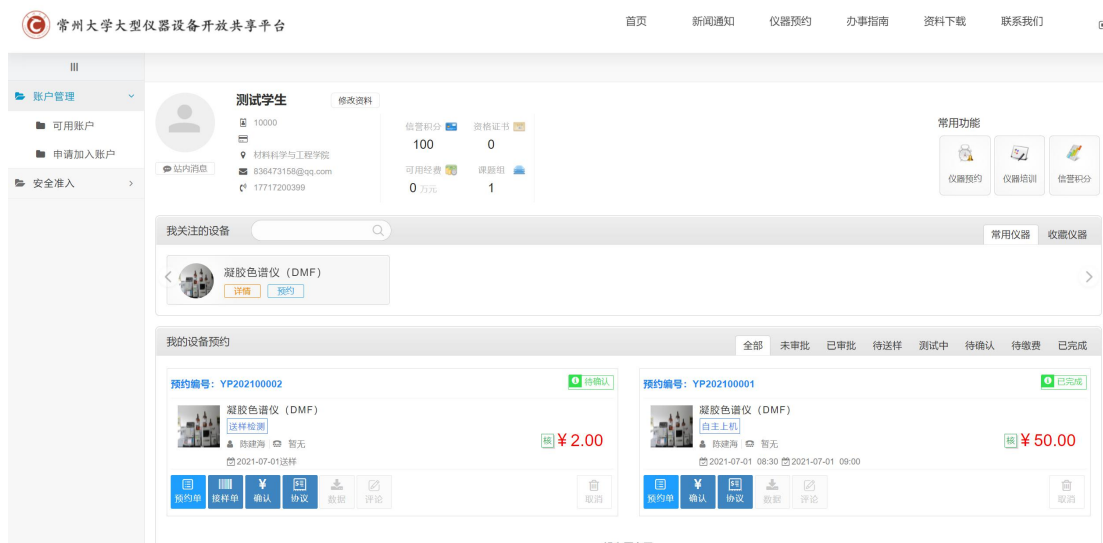 常州大学大型仪器设备开放共享平台
首页 新闻通知 仪器预约 办事指南 资料下载 联系我们
账户管理
可用账户
申请加入账户
安全准入
测试学生 修改资料
10000
材料科学与工程学院
836473158@qq.com
17717200399
站内消息
信誉积分 资格证书
100 0
可用经费 课题组
0 万元 1
常用功能
仪器预约 仪器培训 信誉积分
我关注的设备 常用仪器 收藏仪器
凝胶色谱仪（DMF）
详情 预约
我的设备预约 全部 未审批 已审批 待送样 测试中 待确认 待缴费 已完成
预约编号：YP202100002 待确认
凝胶色谱仪（DMF）
送样检测
陈建海 暂无
核 ¥2.00
2021-07-01送样
预约单 接样单 确认 协议 数据 评论 取消
预约编号：YP202100001 已完成
凝胶色谱仪（DMF）
自主上机
陈建海 暂无
核 ¥50.00
2021-07-01 08:30 2021-07-01 09:00
预约单 确认 协议 数据 评论 取消